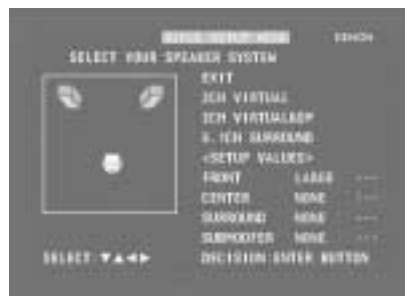 DENON
SELECT YOUR SPEAKER SYSTEM
EXIT
2CH VIRTUAL
2CH VIRTUAL
5.1CH SURROUND
<SETUP VALUES>
FRONT LARGE ---
CENTER NONE ---
SURROUND NONE ---
SUBWOOFER NONE ---
SELECT ▼▲◀▶
DECISION ENTER BUTTON